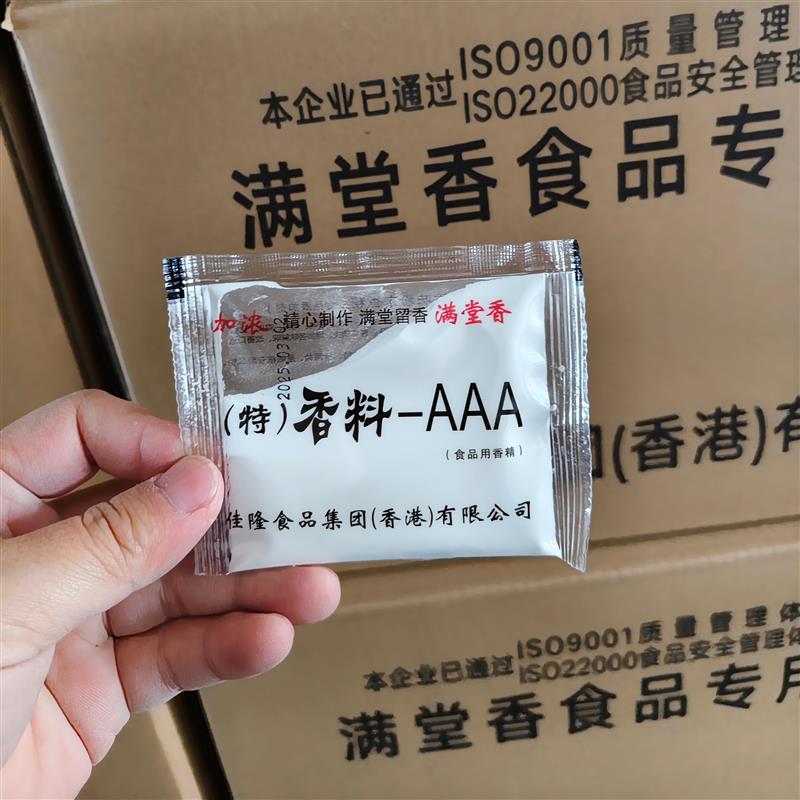 本企业已通过ISO9001质量管理
ISO22000食品安全管理
满堂香食品专
加浓 精心制作 满堂留香 满堂香
2025.03.02
(特)香料-AAA
(食品用香精)
佳隆食品集团(香港)有限公司
团(香港)有
本企业已通过ISO9001质量管理体
ISO22000食品安全管理体
满堂香食品专用